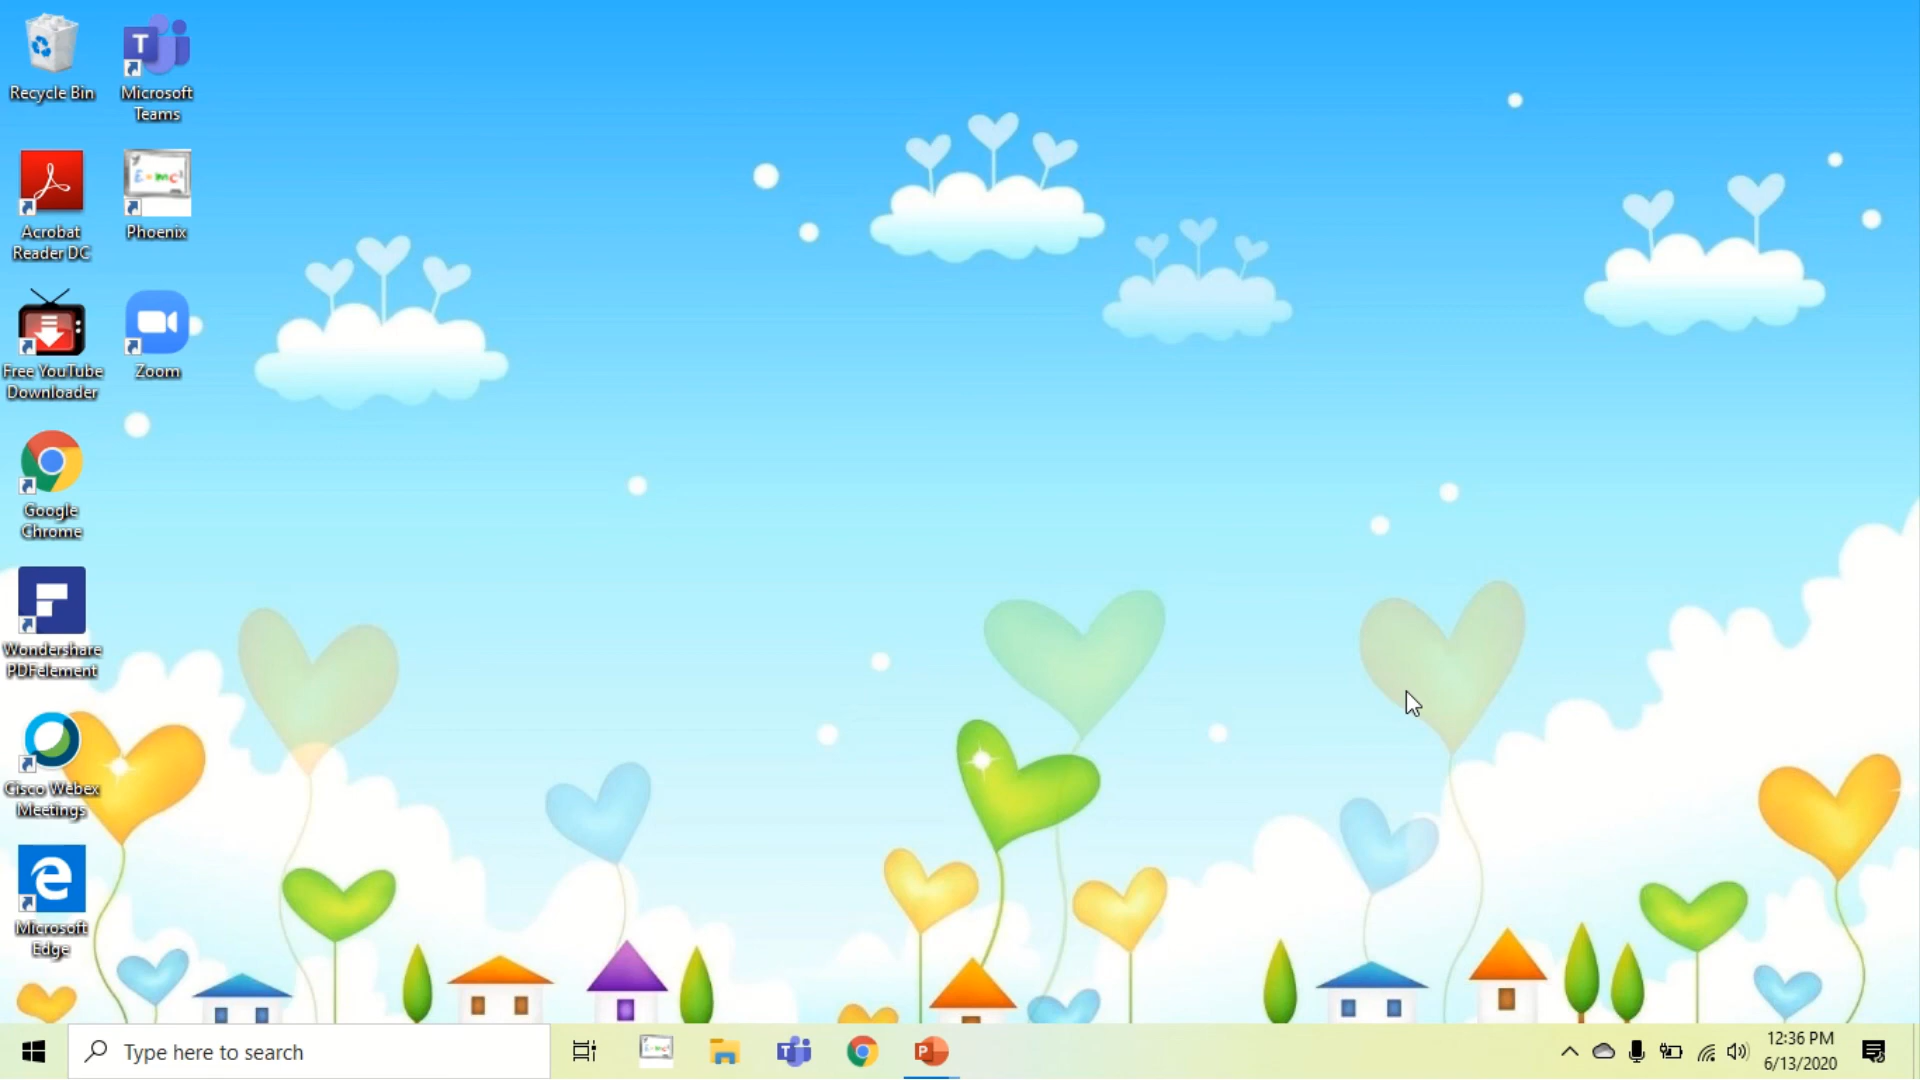 Recycle Bin
Microsoft
Teams
Acrobat
Reader DC
E=mc²
Phoenix
Free YouTube
Downloader
Zoom
Google
Chrome
Wondershare
PDFelement
Cisco Webex
Meetings
Microsoft
Edge
Type here to search
12:36 PM
6/13/2020